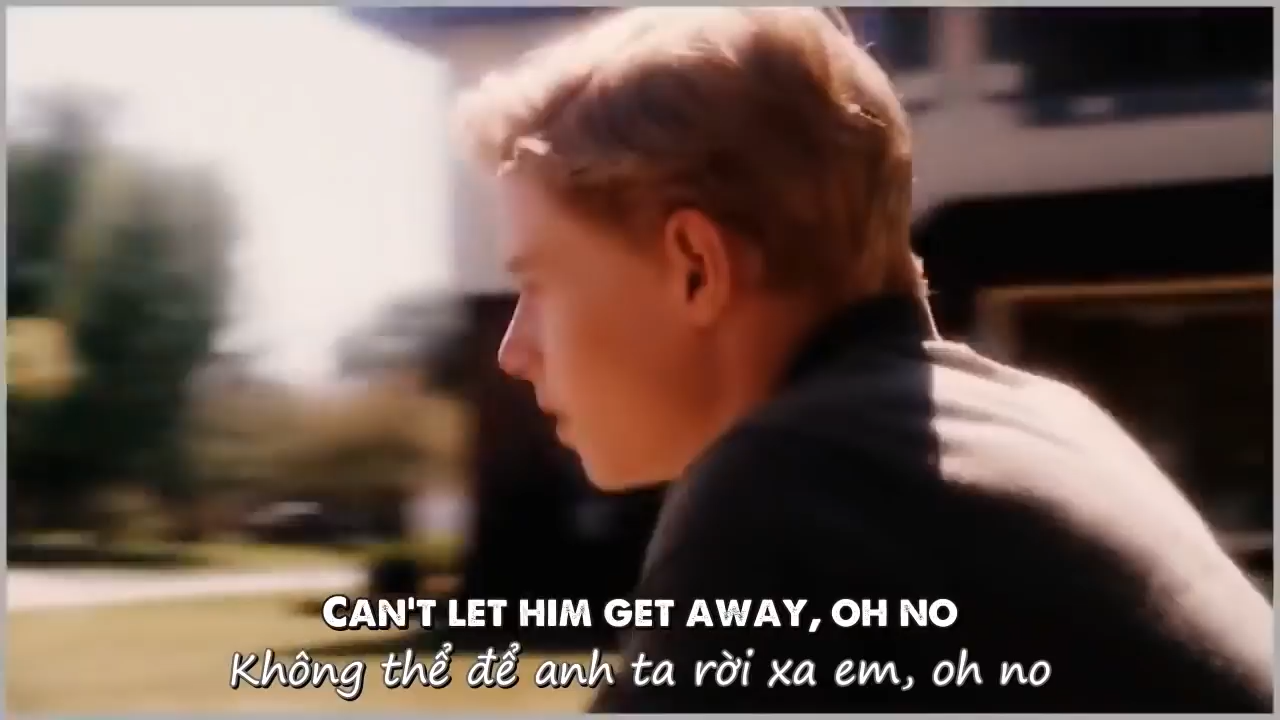 CAN'T LET HIM GET AWAY, OH NO
Không thể để anh ta rời xa em, oh no